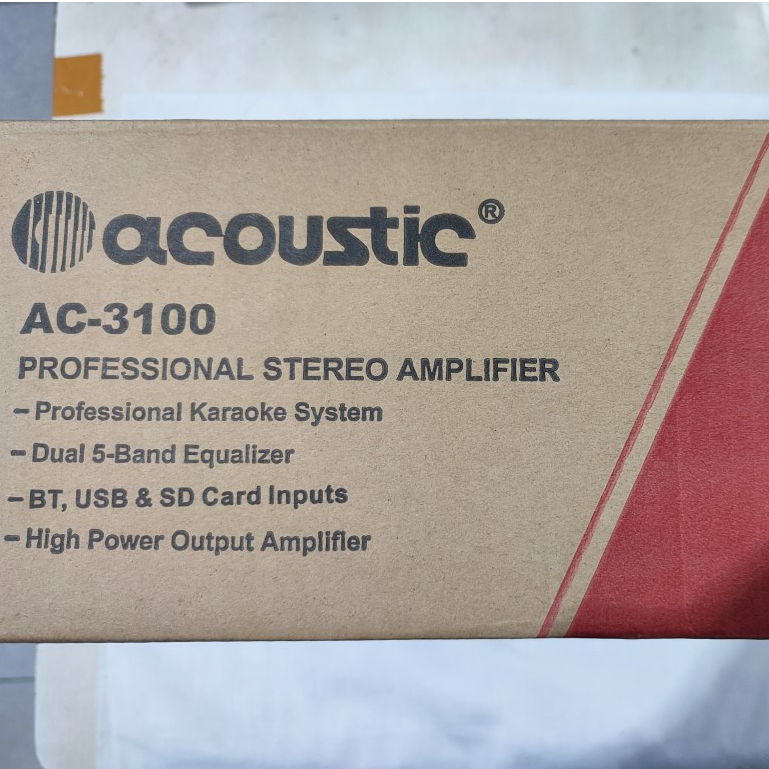 acoustic®
AC-3100
PROFESSIONAL STEREO AMPLIFIER
- Professional Karaoke System
- Dual 5-Band Equalizer
- BT, USB & SD Card Inputs
- High Power Output Amplifier